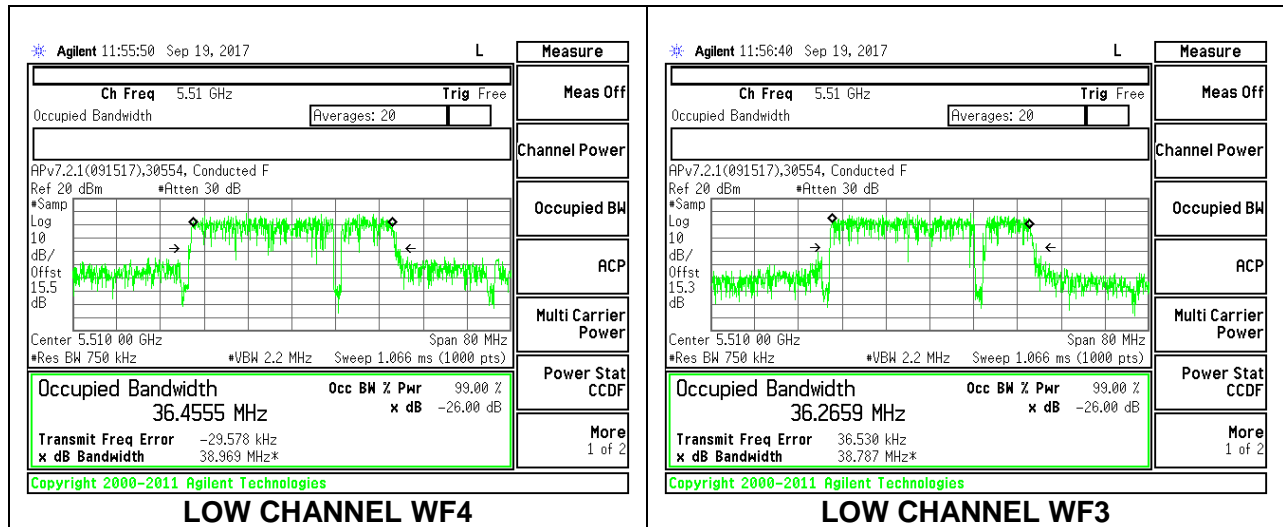 Agilent 11:55:50 Sep 19, 2017 L
Measure
Ch Freq 5.51 GHz Trig Free
Occupied Bandwidth Averages: 20
APv7.2.1(091517),30554, Conducted F
Ref 20 dBm #Atten 30 dB
#Samp
Log
10
dB/
Offst
15.5
dB
Center 5.510 00 GHz Span 80 MHz
#Res BW 750 kHz #VBW 2.2 MHz Sweep 1.066 ms (1000 pts)
Occupied Bandwidth Occ BW % Pwr 99.00 %
36.4555 MHz x dB -26.00 dB
Transmit Freq Error -29.578 kHz
x dB Bandwidth 38.969 MHz*
Copyright 2000-2011 Agilent Technologies
Meas Off
Channel Power
Occupied BW
ACP
Multi Carrier
Power
Power Stat
CCDF
More
1 of 2
LOW CHANNEL WF4
Agilent 11:56:40 Sep 19, 2017 L
Measure
Ch Freq 5.51 GHz Trig Free
Occupied Bandwidth Averages: 20
APv7.2.1(091517),30554, Conducted F
Ref 20 dBm #Atten 30 dB
#Samp
Log
10
dB/
Offst
15.3
dB
Center 5.510 00 GHz Span 80 MHz
#Res BW 750 kHz #VBW 2.2 MHz Sweep 1.066 ms (1000 pts)
Occupied Bandwidth Occ BW % Pwr 99.00 %
36.2659 MHz x dB -26.00 dB
Transmit Freq Error 36.530 kHz
x dB Bandwidth 38.787 MHz*
Copyright 2000-2011 Agilent Technologies
Meas Off
Channel Power
Occupied BW
ACP
Multi Carrier
Power
Power Stat
CCDF
More
1 of 2
LOW CHANNEL WF3